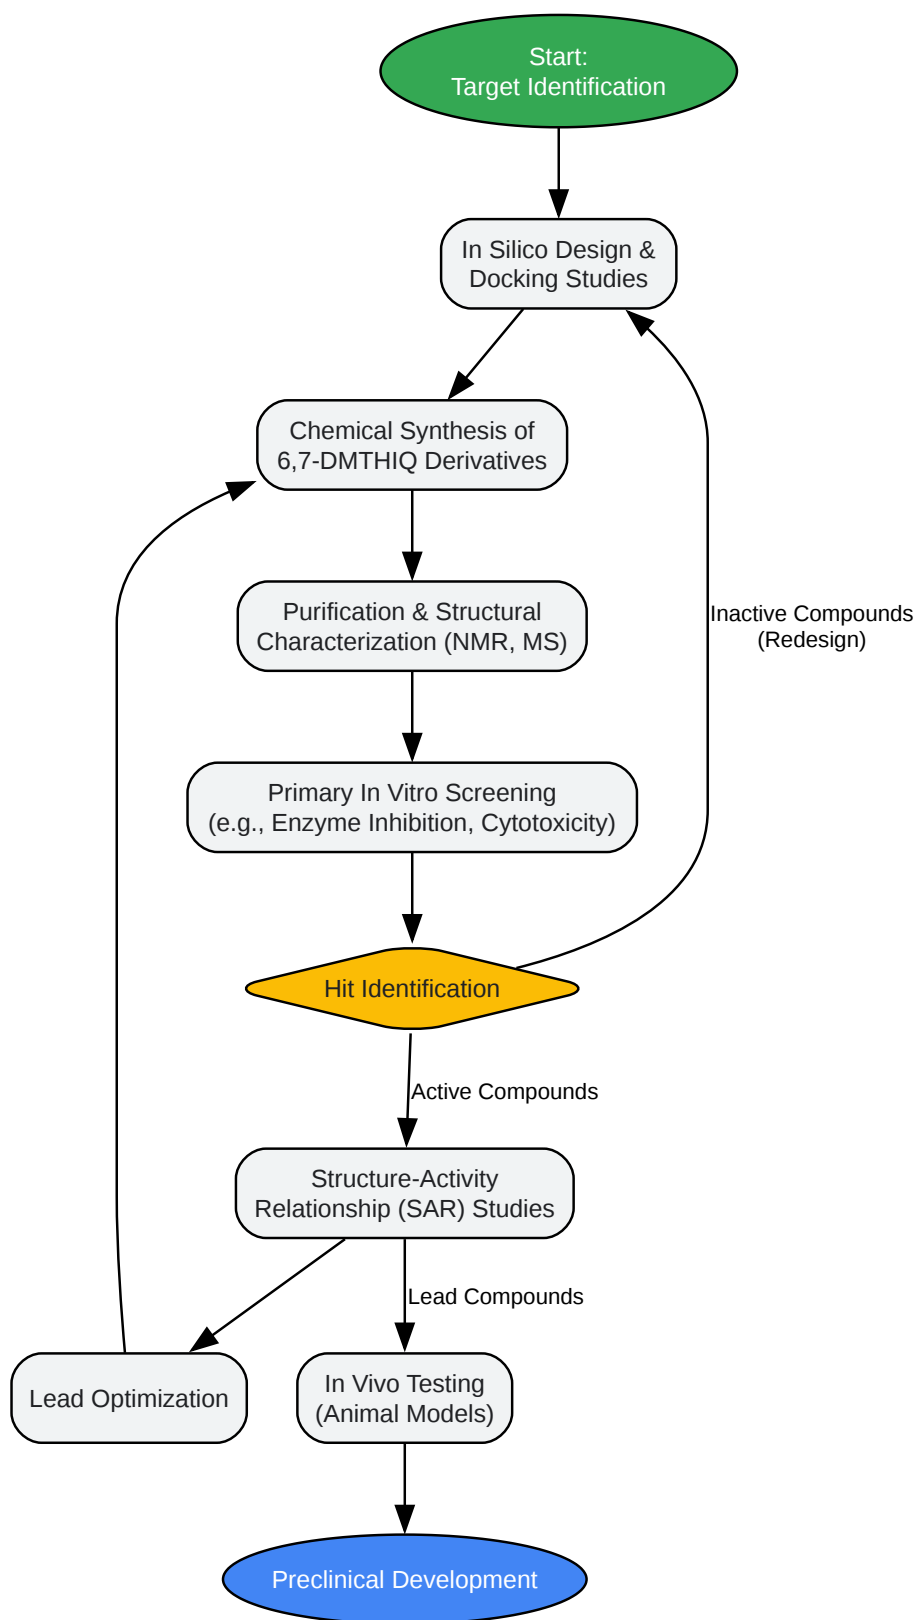 Start:
Target Identification
In Silico Design &
Docking Studies
Chemical Synthesis of
6,7-DMTHIQ Derivatives
Purification & Structural
Characterization (NMR, MS)
Inactive Compounds
(Redesign)
Primary In Vitro Screening
(e.g., Enzyme Inhibition, Cytotoxicity)
Hit Identification
Active Compounds
Structure-Activity
Relationship (SAR) Studies
Lead Compounds
Lead Optimization
In Vivo Testing
(Animal Models)
Preclinical Development